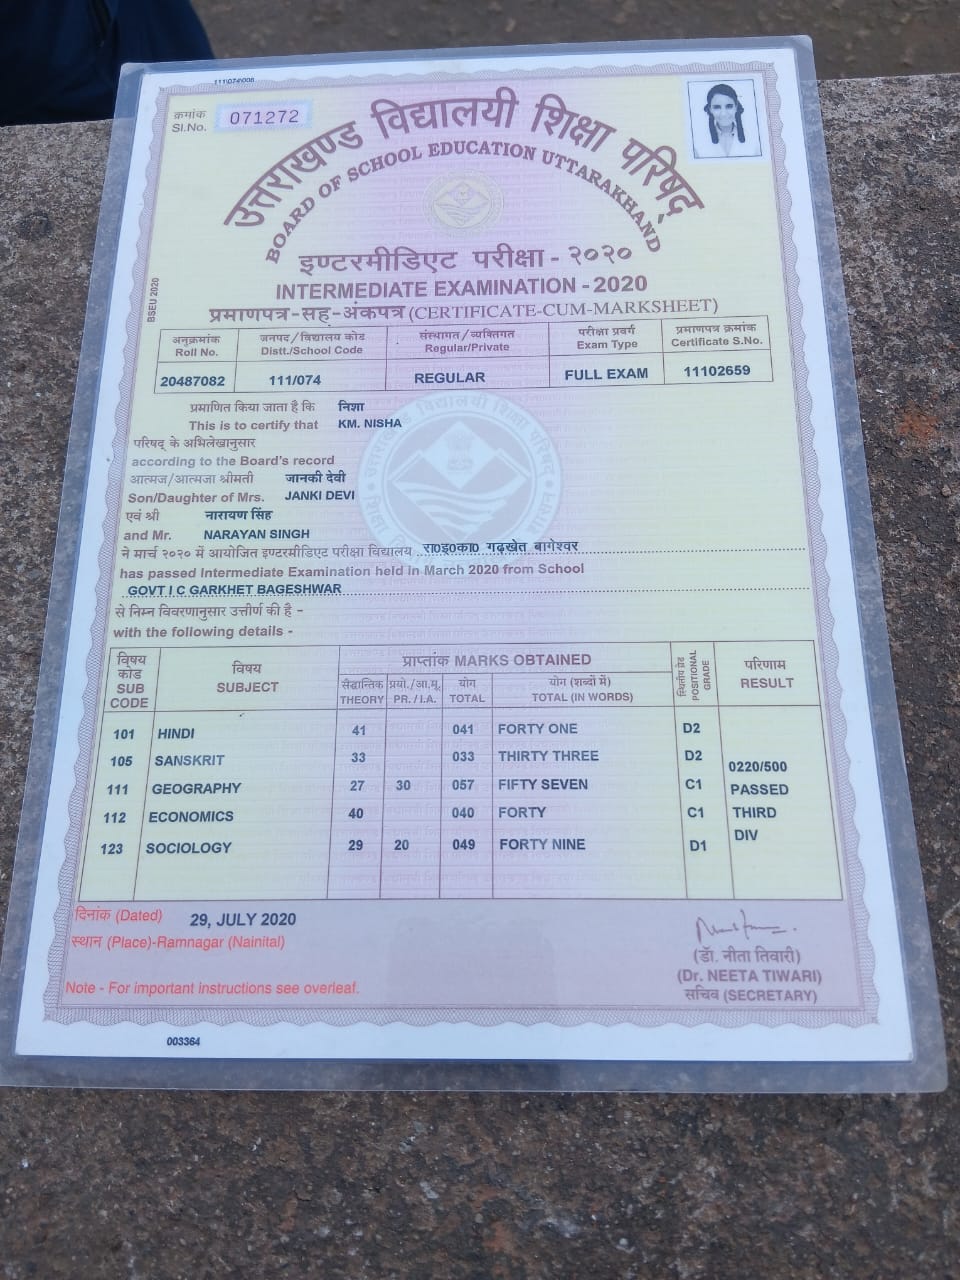 111\074\006
क्रमांक
Sl.No. 071272
उत्तराखण्ड विद्यालयी शिक्षा परिषद्
BOARD OF SCHOOL EDUCATION UTTARAKHAND
इण्टरमीडिएट परीक्षा - २०२०
INTERMEDIATE EXAMINATION - 2020
प्रमाणपत्र-सह-अंकपत्र (CERTIFICATE-CUM-MARKSHEET)
BSEU 2020
अनुक्रमांक जनपद/विद्यालय कोड संस्थागत/व्यक्तिगत परीक्षा प्रवर्ग प्रमाणपत्र क्रमांक
Roll No. Distt./School Code Regular/Private Exam Type Certificate S.No.
20487082 111/074 REGULAR FULL EXAM 11102659
प्रमाणित किया जाता है कि निशा
This is to certify that KM. NISHA
परिषद् के अभिलेखानुसार
according to the Board's record
आत्मज/आत्मजा श्रीमती जानकी देवी
Son/Daughter of Mrs. JANKI DEVI
एवं श्री नारायण सिंह
and Mr. NARAYAN SINGH
ने मार्च २०२० में आयोजित इण्टरमीडिएट परीक्षा विद्यालय रा0इ0का0 गढ़खेत बागेश्वर
has passed Intermediate Examination held in March 2020 from School
GOVT I C GARKHET BAGESHWAR
से निम्न विवरणानुसार उत्तीर्ण की है -
with the following details -
विषय कोड विषय प्राप्तांक MARKS OBTAINED स्थितीय ग्रेड परिणाम
SUB CODE SUBJECT POSITIONAL GRADE RESULT
सैद्धान्तिक प्रयो./आ.मू. योग योग (शब्दों में)
THEORY PR. / I.A. TOTAL TOTAL (IN WORDS)
101 HINDI 41 041 FORTY ONE D2
105 SANSKRIT 33 033 THIRTY THREE D2 0220/500
111 GEOGRAPHY 27 30 057 FIFTY SEVEN C1 PASSED
112 ECONOMICS 40 040 FORTY C1 THIRD
DIV
123 SOCIOLOGY 29 20 049 FORTY NINE D1
दिनांक (Dated) 29, JULY 2020
स्थान (Place)-Ramnagar (Nainital)
(डॉ. नीता तिवारी)
(Dr. NEETA TIWARI)
सचिव (SECRETARY)
Note - For important instructions see overleaf.
003364